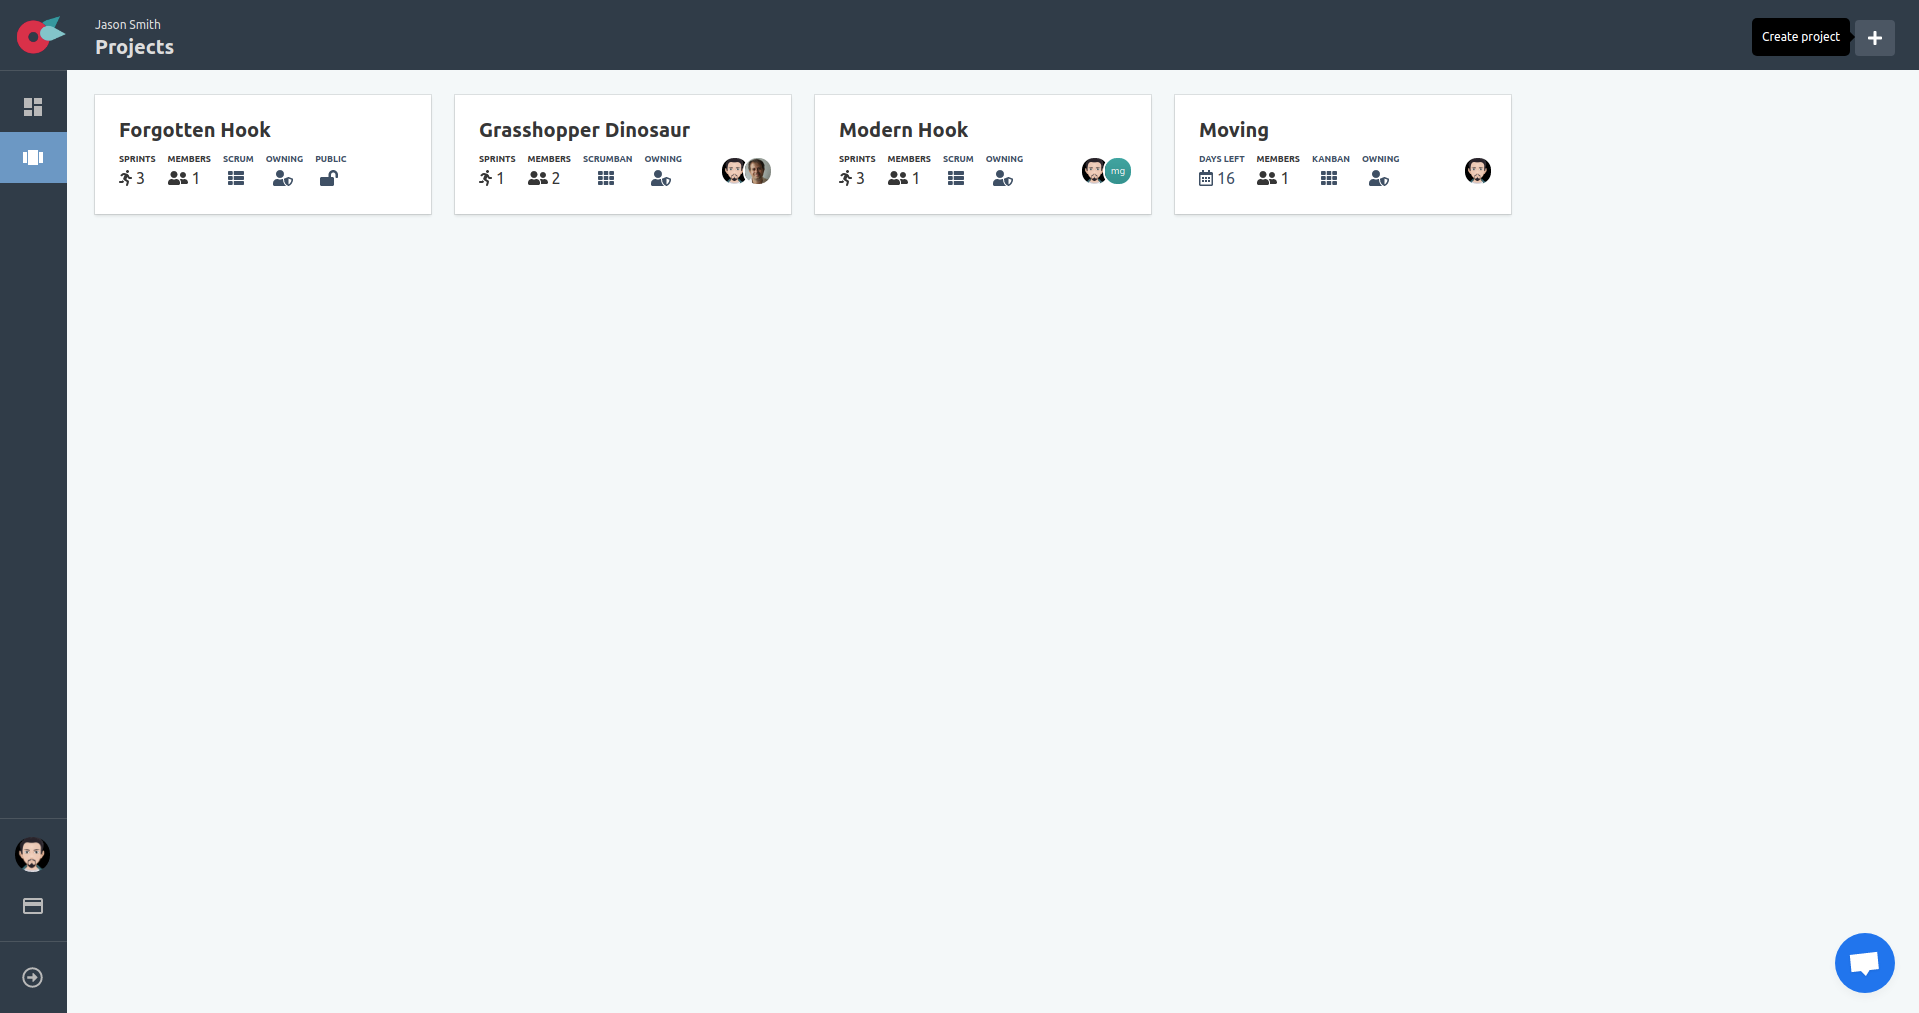 Jason Smith
Projects
Create project
Forgotten Hook
SPRINTS MEMBERS SCRUM OWNING PUBLIC
3 1
Grasshopper Dinosaur
SPRINTS MEMBERS SCRUMBAN OWNING
1 2
Modern Hook
SPRINTS MEMBERS SCRUM OWNING
3 1
mg
Moving
DAYS LEFT MEMBERS KANBAN OWNING
16 1